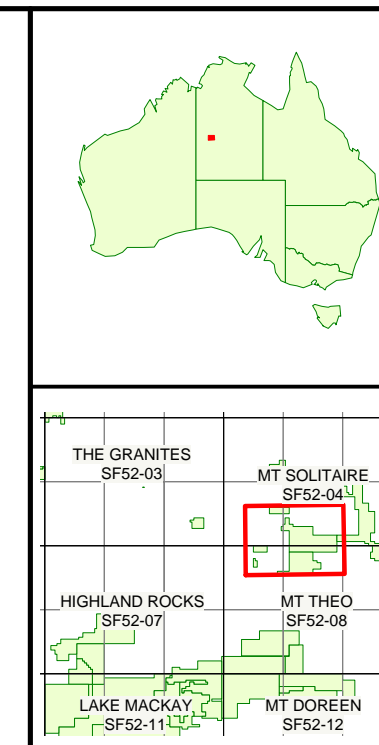 THE GRANITES
SF52-03
MT SOLITAIRE
SF52-04
HIGHLAND ROCKS
SF52-07
MT THEO
SF52-08
LAKE MACKAY
SF52-11
MT DOREEN
SF52-12